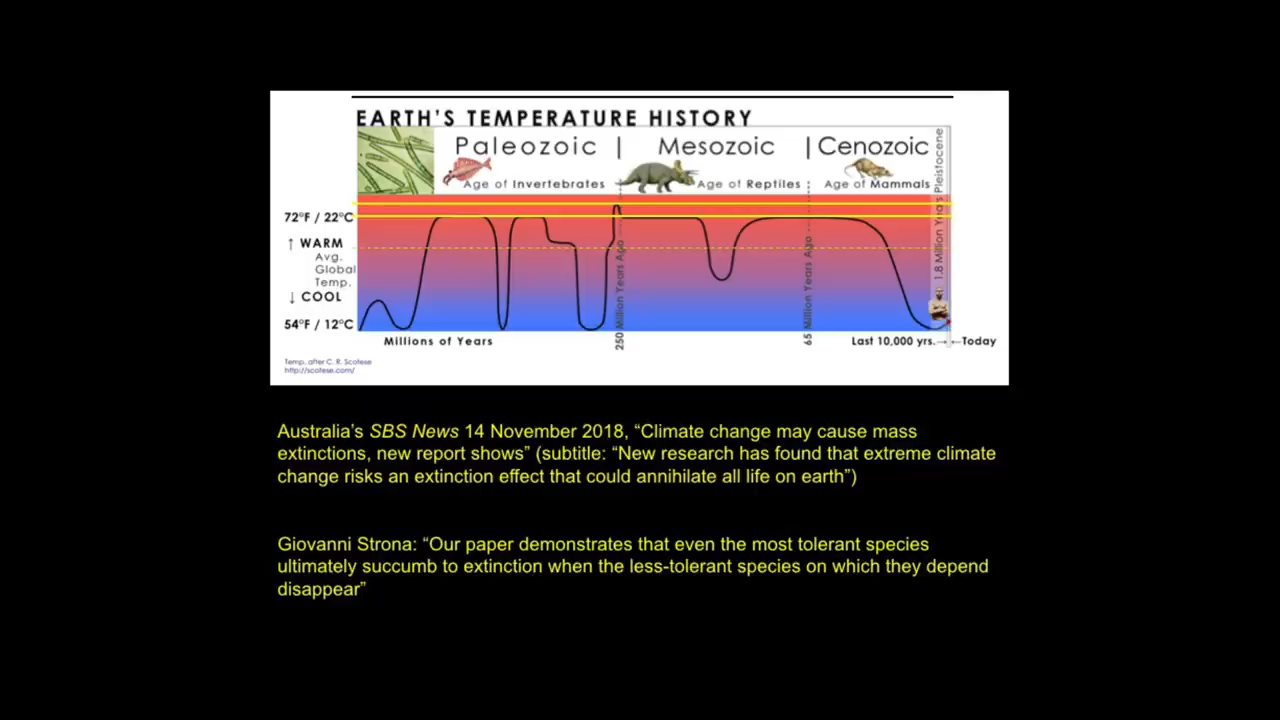 EARTH'S TEMPERATURE HISTORY
Paleozoic | Mesozoic | Cenozoic
Age of Invertebrates Age of Reptiles Age of Mammals
1.8 Million Years Pleistocene
72°F / 22°C
↑ WARM
Avg.
Global
Temp.
↓ COOL
54°F / 12°C
250 Million Years Ago
65 Million Years Ago
Millions of Years
Last 10,000 yrs.→ ←Today
Temp. after C. R. Scotese
http://scotese.com/
Australia's SBS News 14 November 2018, “Climate change may cause mass
extinctions, new report shows” (subtitle: “New research has found that extreme climate
change risks an extinction effect that could annihilate all life on earth”)
Giovanni Strona: “Our paper demonstrates that even the most tolerant species
ultimately succumb to extinction when the less-tolerant species on which they depend
disappear”